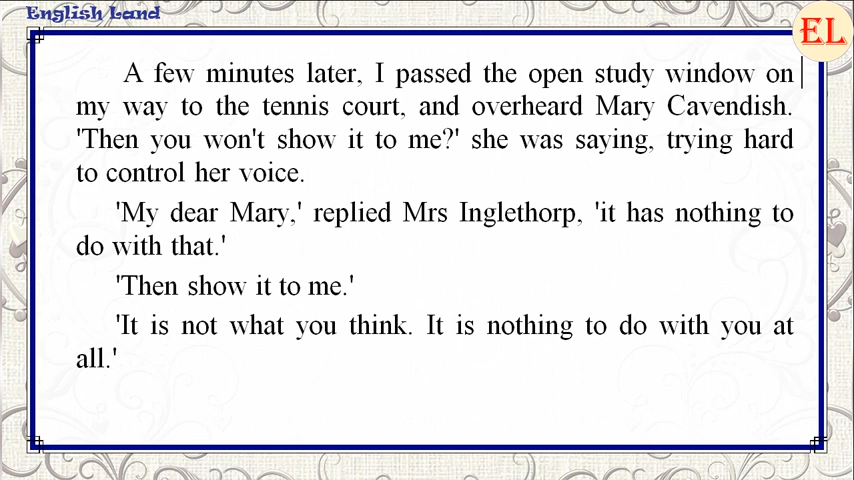 English Land
EL
A few minutes later, I passed the open study window on
my way to the tennis court, and overheard Mary Cavendish.
'Then you won't show it to me?' she was saying, trying hard
to control her voice.
'My dear Mary,' replied Mrs Inglethorp, 'it has nothing to
do with that.'
'Then show it to me.'
'It is not what you think. It is nothing to do with you at
all.'